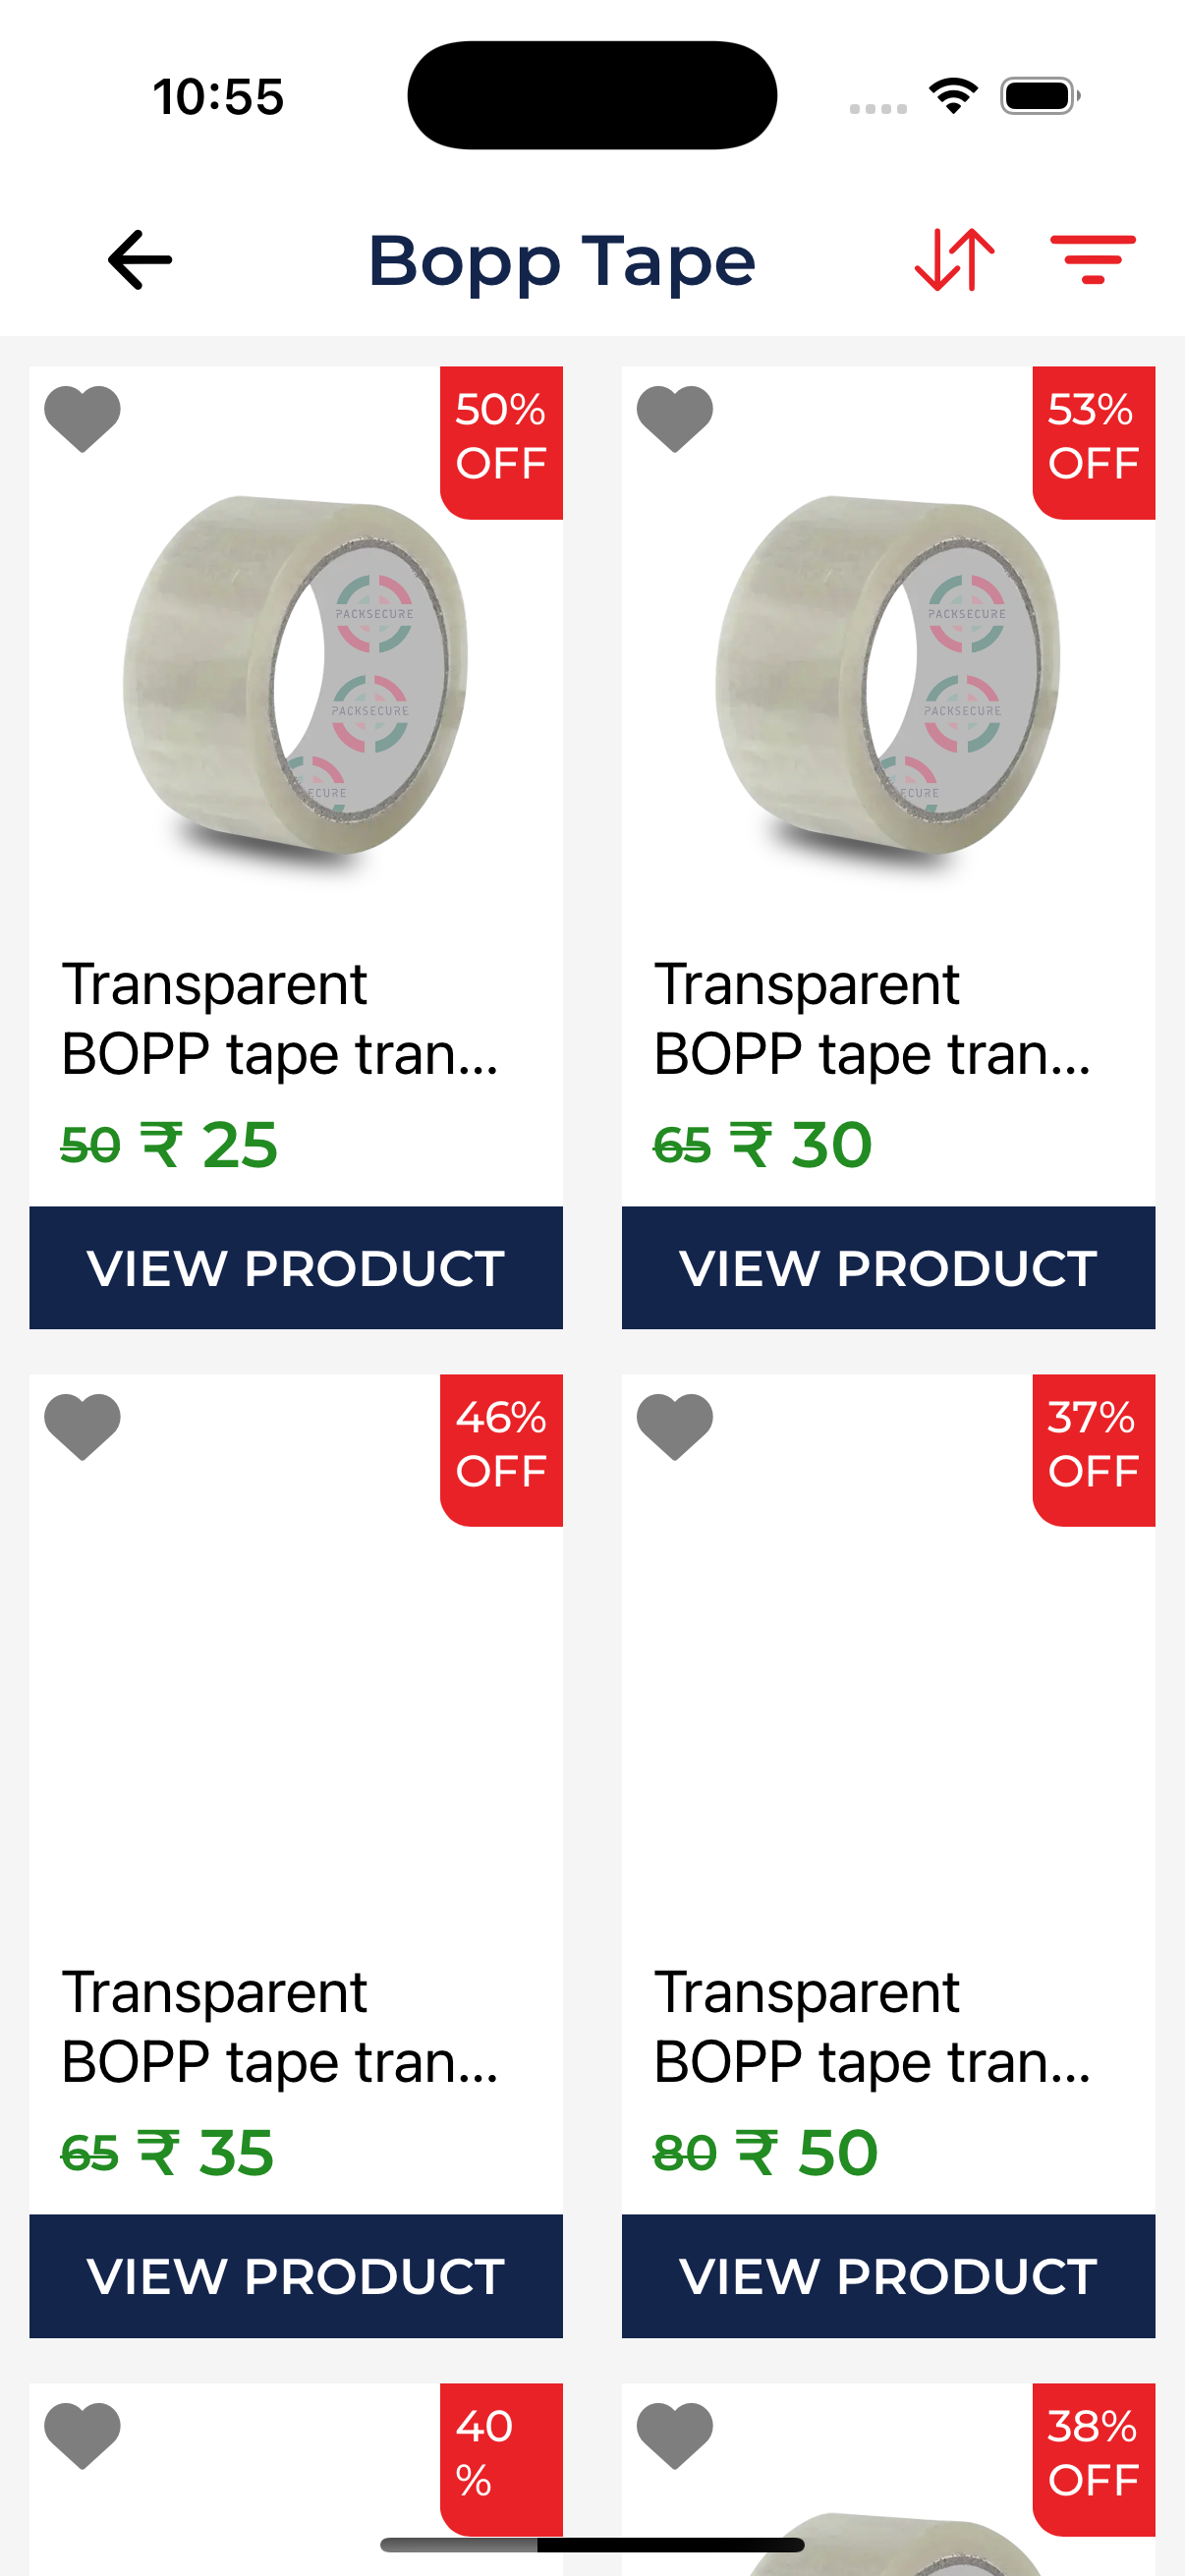 10:55
Bopp Tape
50%
OFF
PACKSECURE
PACKSECURE
ECURE
Transparent
BOPP tape tran...
50 ₹ 25
VIEW PRODUCT
53%
OFF
PACKSECURE
PACKSECURE
ECURE
Transparent
BOPP tape tran...
65 ₹ 30
VIEW PRODUCT
46%
OFF
Transparent
BOPP tape tran...
65 ₹ 35
VIEW PRODUCT
37%
OFF
Transparent
BOPP tape tran...
80 ₹ 50
VIEW PRODUCT
40
%
38%
OFF